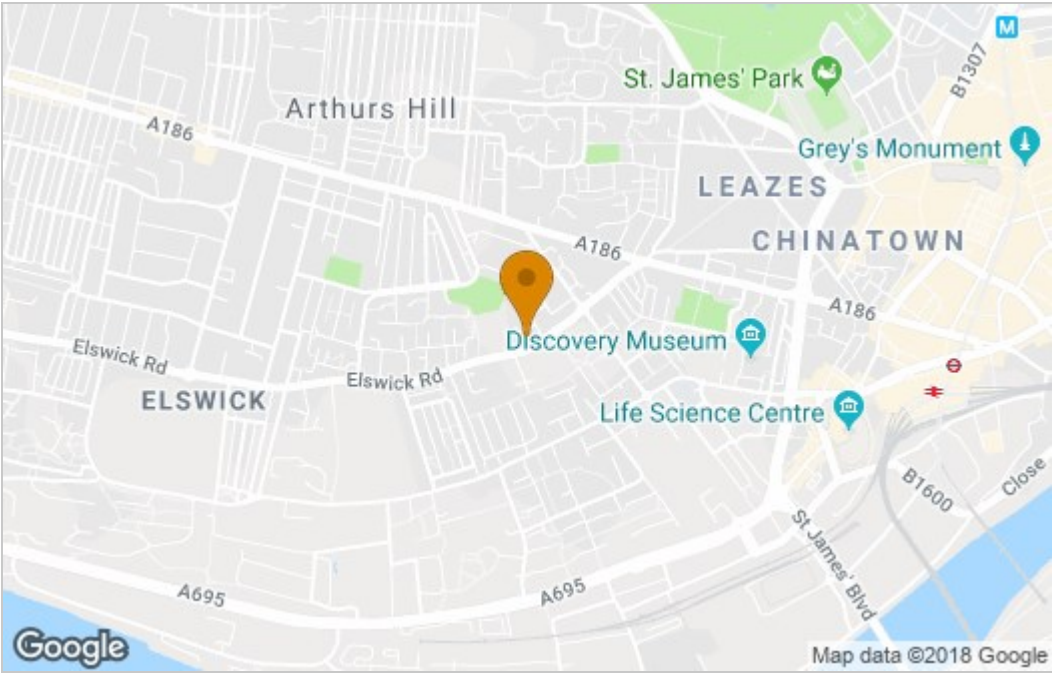 M
B1307
St. James' Park
Arthurs Hill
A186
Grey's Monument
LEAZES
A186
CHINATOWN
A186
Discovery Museum
Elswick Rd
Elswick Rd
ELSWICK
Life Science Centre
B1600
Close
St James' Blvd
A695
A695
Google
Map data ©2018 Google